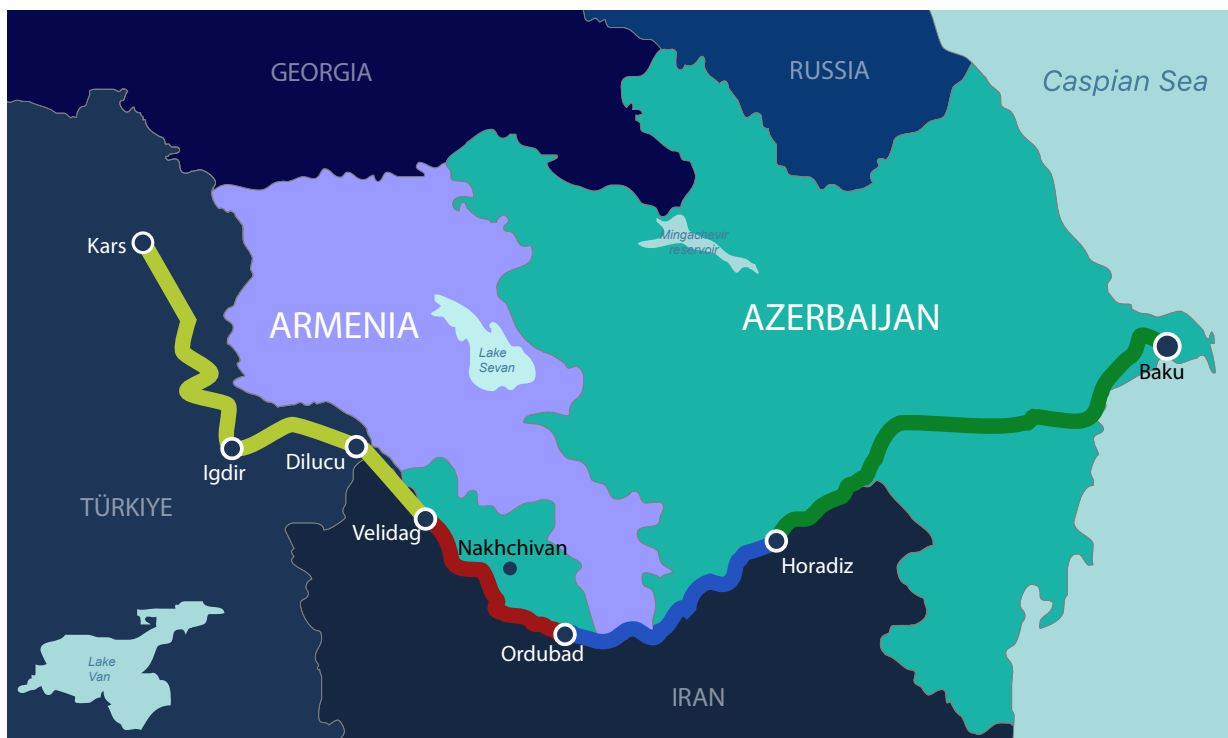 GEORGIA
RUSSIA
Caspian Sea
Kars
Mingachevir
reservoir
ARMENIA
AZERBAIJAN
Lake
Sevan
Baku
Igdir
Dilucu
TÜRKIYE
Velidag
Nakhchivan
Horadiz
Ordubad
Lake
Van
IRAN